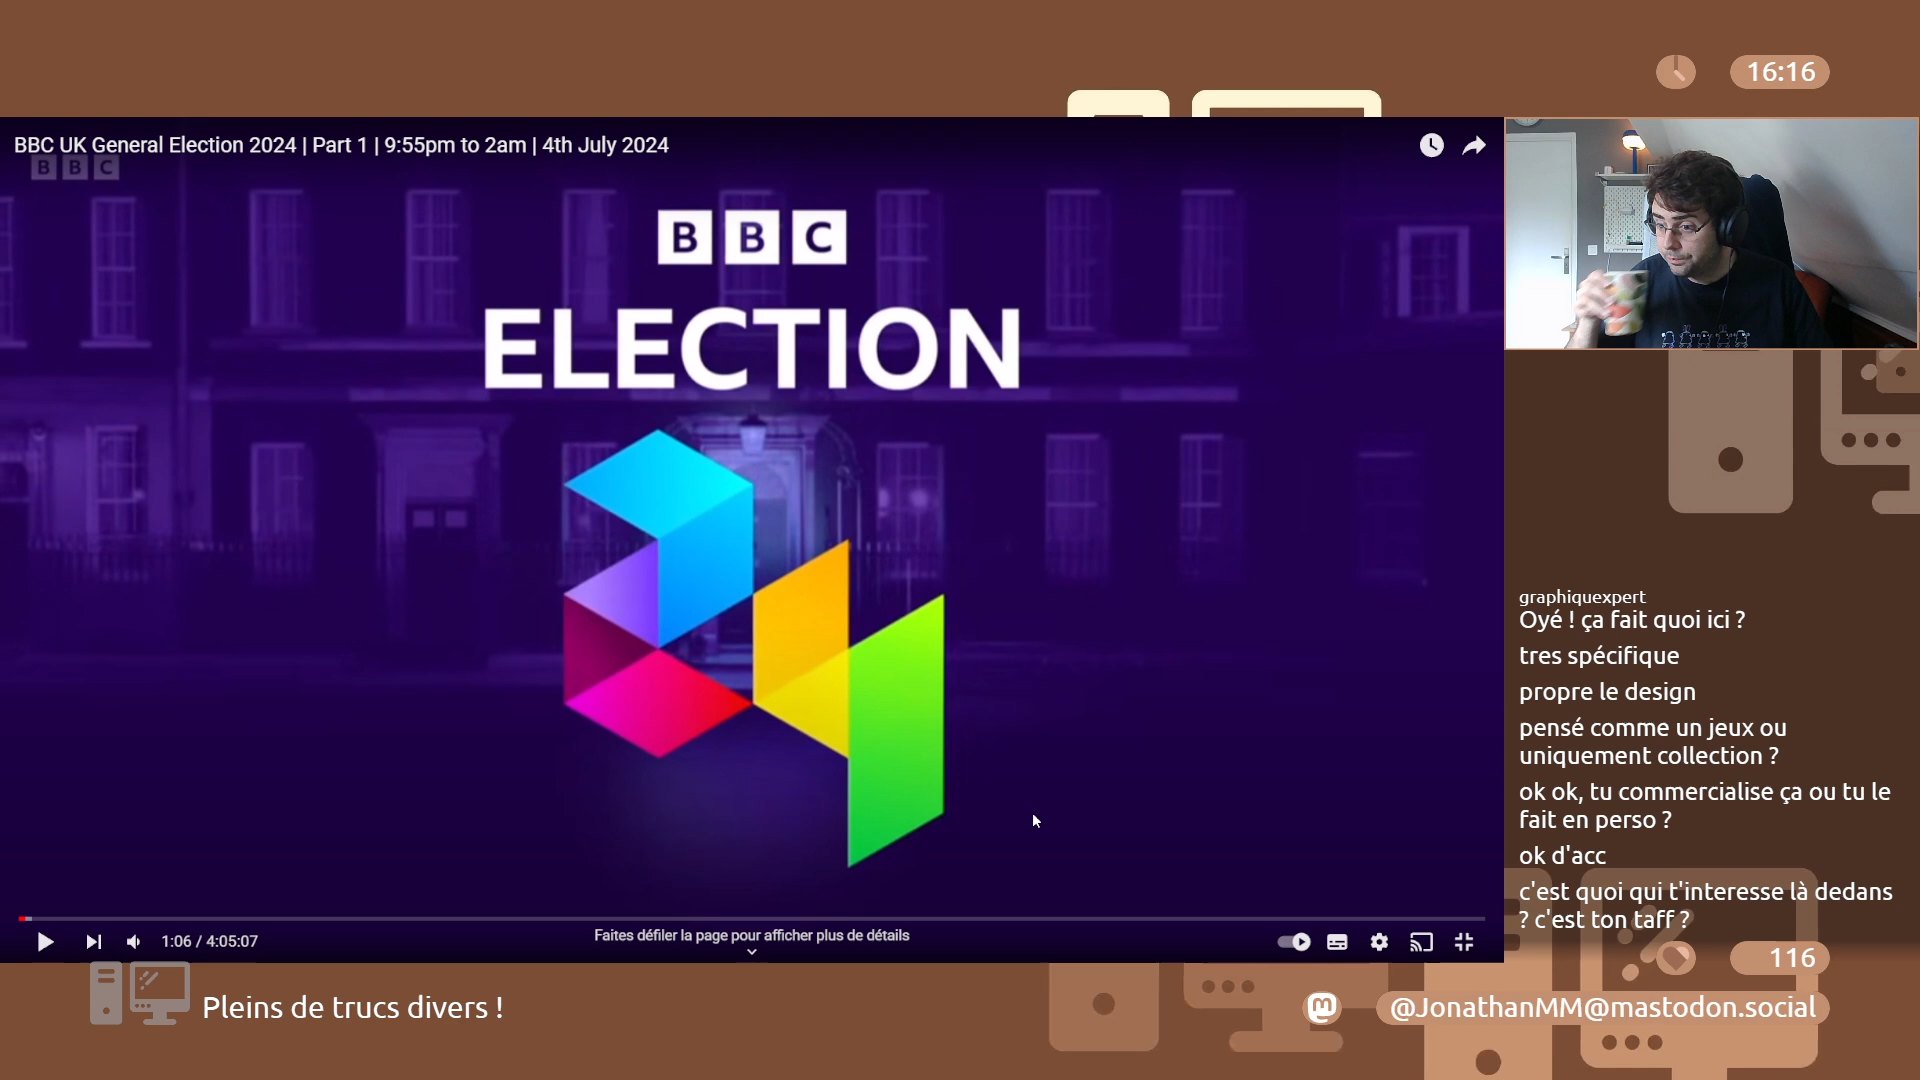 16:16
BBC UK General Election 2024 | Part 1 | 9:55pm to 2am | 4th July 2024
BBC
BBC
ELECTION
24
graphiquexpert
Oyé ! ça fait quoi ici ?
tres spécifique
propre le design
pensé comme un jeux ou
uniquement collection ?
ok ok, tu commercialise ça ou tu le
fait en perso ?
ok d'acc
c'est quoi qui t'interesse là dedans
? c'est ton taff ?
1:06 / 4:05:07
Faites défiler la page pour afficher plus de détails
116
Pleins de trucs divers !
@JonathanMM@mastodon.social